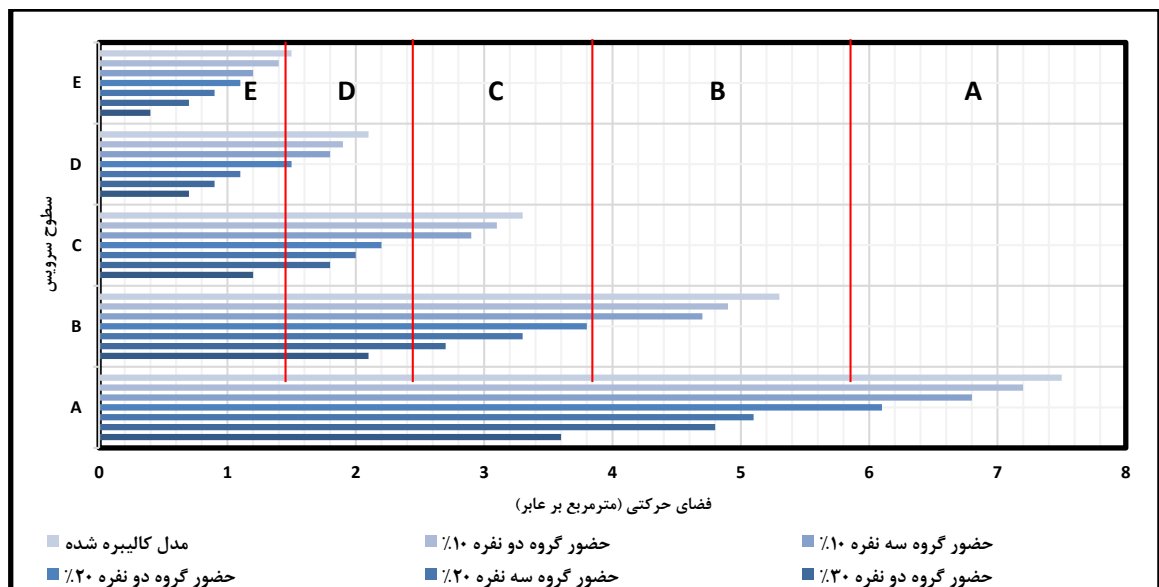 E D C B A
E
D
C
B
A
سطوح سرویس
0 1 2 3 4 5 6 7 8
فضای حرکتی (مترمربع بر عابر)
مدل کالیبره شده
حضور گروه دو نفره ۱۰٪
حضور گروه سه نفره ۱۰٪
حضور گروه دو نفره ۲۰٪
حضور گروه سه نفره ۲۰٪
حضور گروه دو نفره ۳۰٪